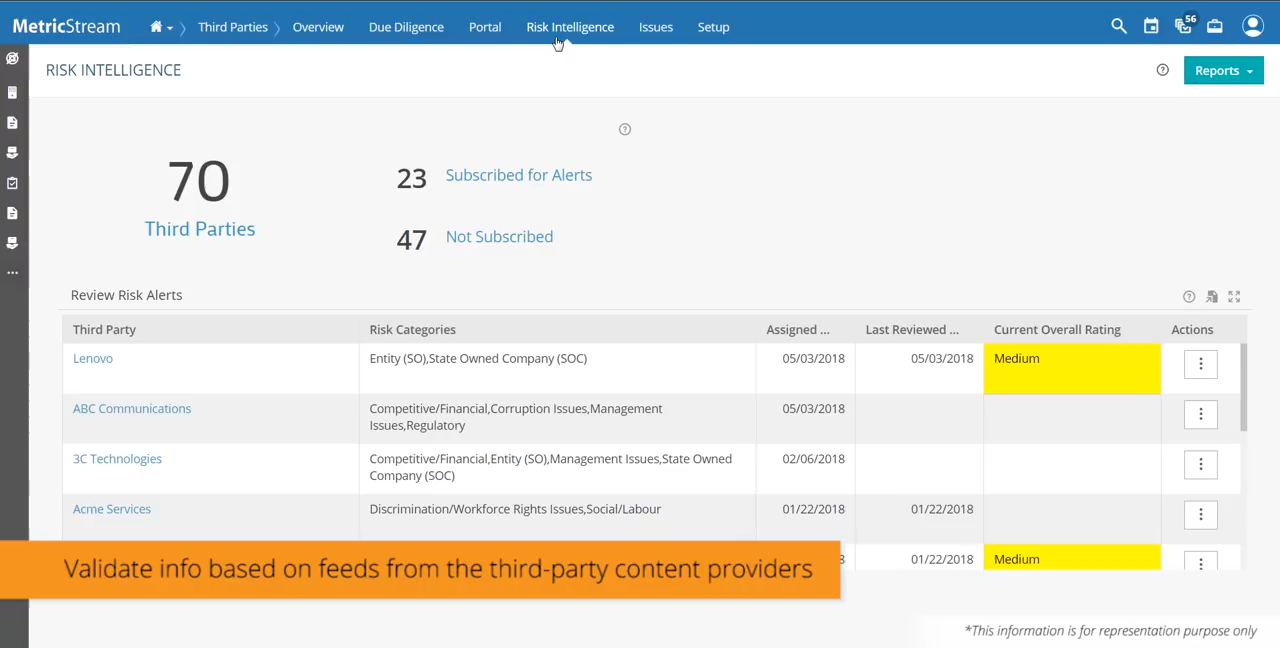 MetricStream Third Parties Overview Due Diligence Portal Risk Intelligence Issues Setup 56
RISK INTELLIGENCE
Reports
70
Third Parties
23 Subscribed for Alerts
47 Not Subscribed
Review Risk Alerts
Third Party Risk Categories Assigned ... Last Reviewed ... Current Overall Rating Actions
Lenovo Entity (SO),State Owned Company (SOC) 05/03/2018 05/03/2018 Medium
ABC Communications Competitive/Financial,Corruption Issues,Management 05/03/2018
Issues,Regulatory
3C Technologies Competitive/Financial,Entity (SO),Management Issues,State Owned 02/06/2018
Company (SOC)
Acme Services Discrimination/Workforce Rights Issues,Social/Labour 01/22/2018 01/22/2018
01/22/2018 Medium
Validate info based on feeds from the third-party content providers
*This information is for representation purpose only